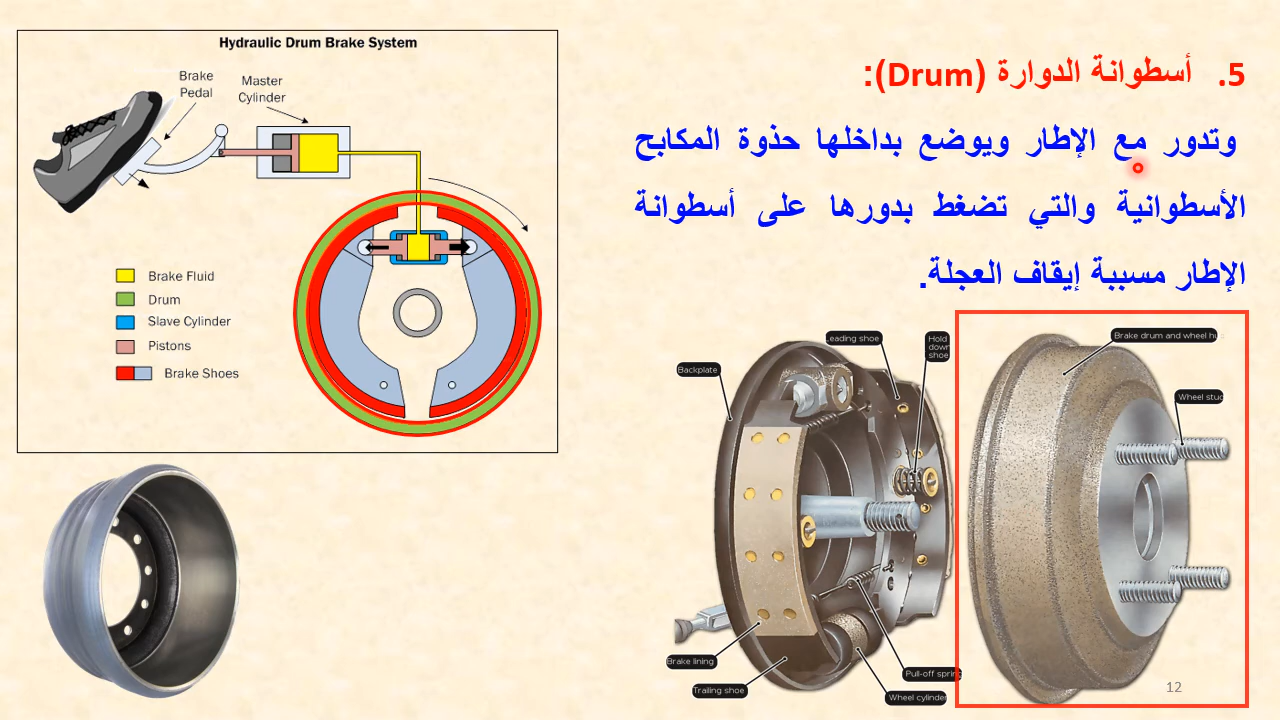 5. أسطوانة الدوارة (Drum):
وتدور مع الإطار ويوضع بداخلها حذوة المكابح
الأسطوانية والتي تضغط بدورها على أسطوانة
الإطار مسببة إيقاف العجلة.
Hydraulic Drum Brake System
Brake
Pedal
Master
Cylinder
Brake Fluid
Drum
Slave Cylinder
Pistons
Brake Shoes
Backplate
eading shoe
Hold
down
shoe
Brake drum and wheel h
Wheel stud
Brake lining
Trailing shoe
Pull-off spring
Wheel cylinder
12